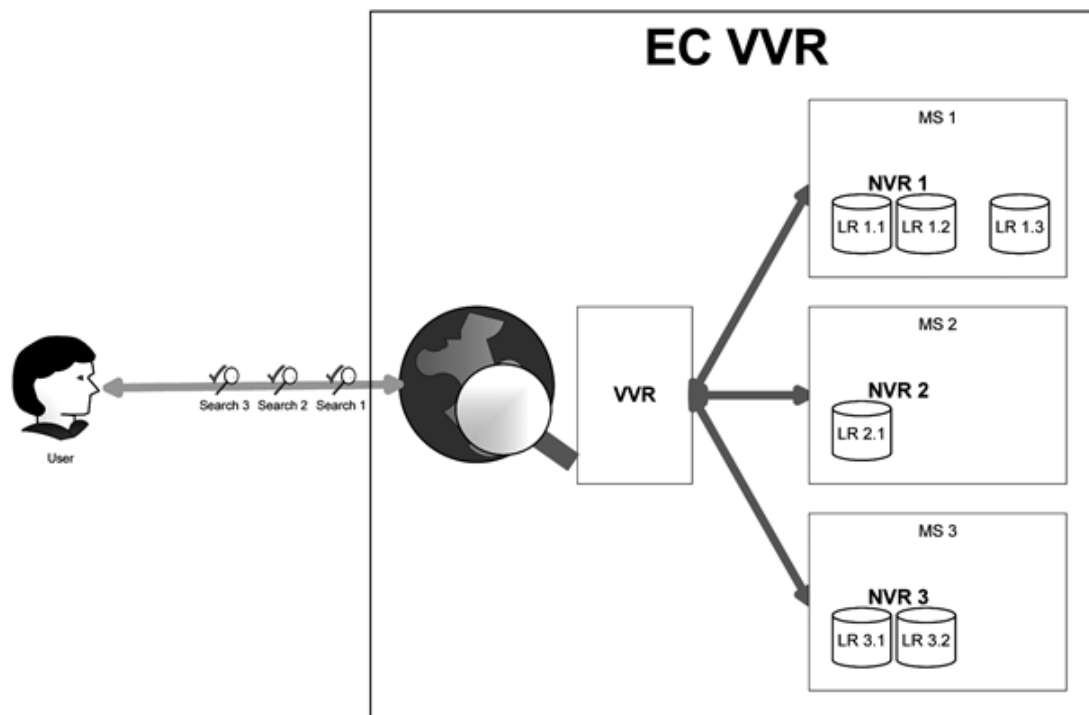 EC VVR
MS 1
NVR 1
LR 1.1 LR 1.2 LR 1.3
MS 2
NVR 2
LR 2.1
MS 3
NVR 3
LR 3.1 LR 3.2
VVR
Search 3 Search 2 Search 1
User